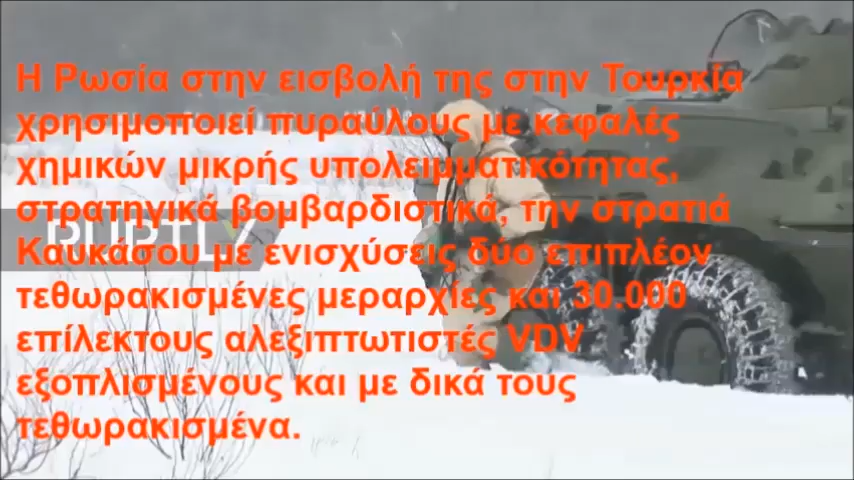 Η Ρωσία στην εισβολή της στην Τουρκία
χρησιμοποιεί πυραύλους με κεφαλές
χημικών μικρής υπολειμματικότητας,
στρατηγικά βομβαρδιστικά, την στρατιά
RUPTLY
Καυκάσου με ενισχύσεις δύο επιπλέον
τεθωρακισμένες μεραρχίες και 30.000
επίλεκτους αλεξιπτωτιστές VDV
εξοπλισμένους και με δικά τους
τεθωρακισμένα.